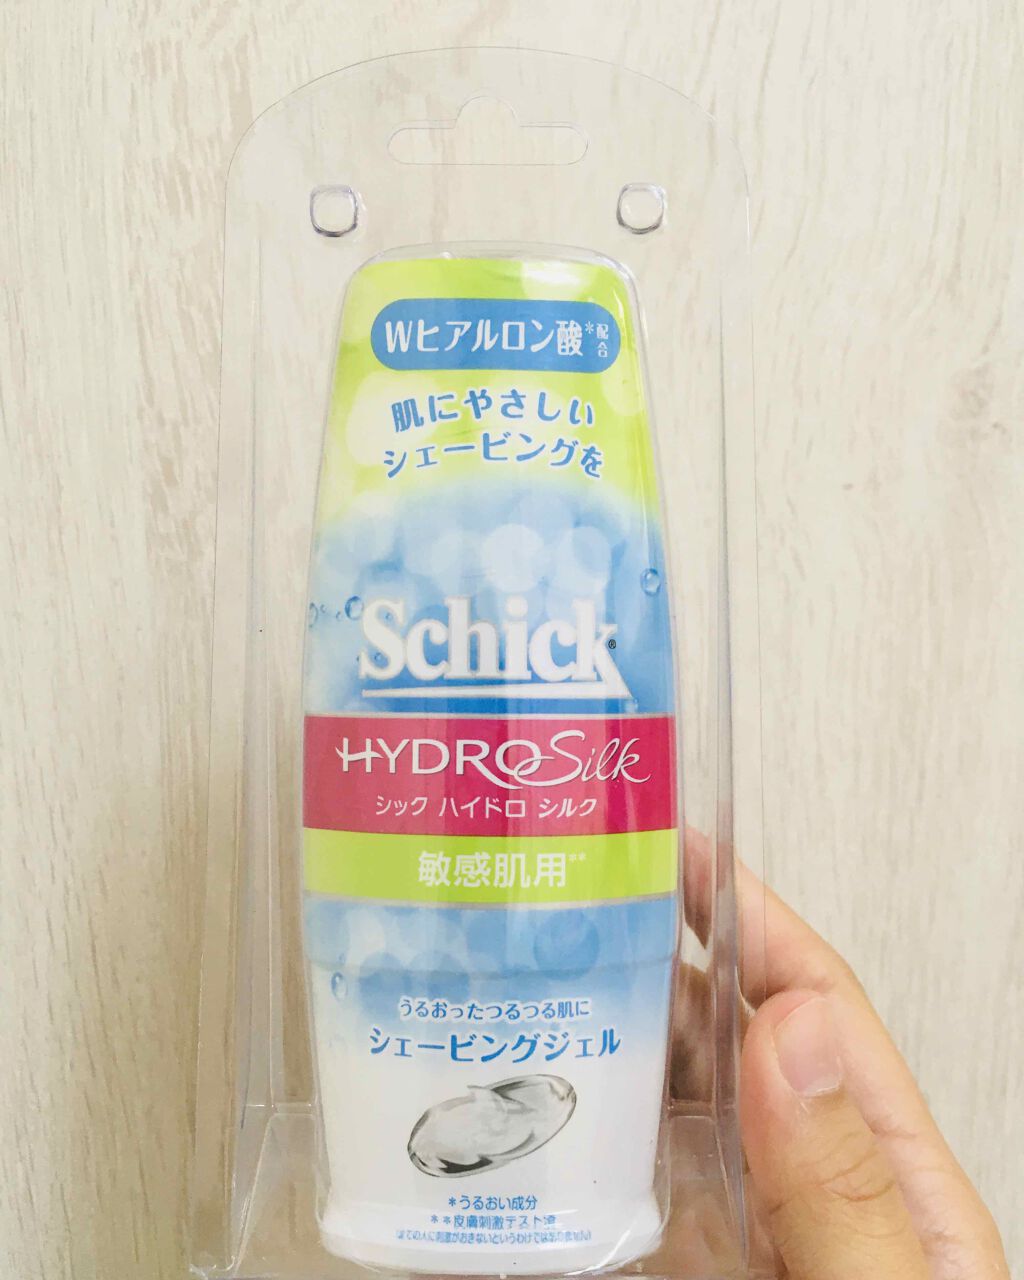 Wヒアルロン酸*配合
肌にやさしい
シェービングを
Schick®
HYDRO Silk
シック ハイドロ シルク
敏感肌用**
うるおったつるつる肌に
シェービングジェル
*うるおい成分
**皮膚刺激テスト済